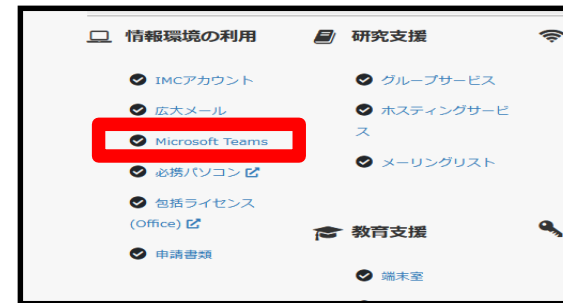 情報環境の利用
IMCアカウント
広大メール
Microsoft Teams
必携パソコン
包括ライセンス
(Office)
申請書類
研究支援
グループサービス
ホスティングサービ
ス
メーリングリスト
教育支援
端末室